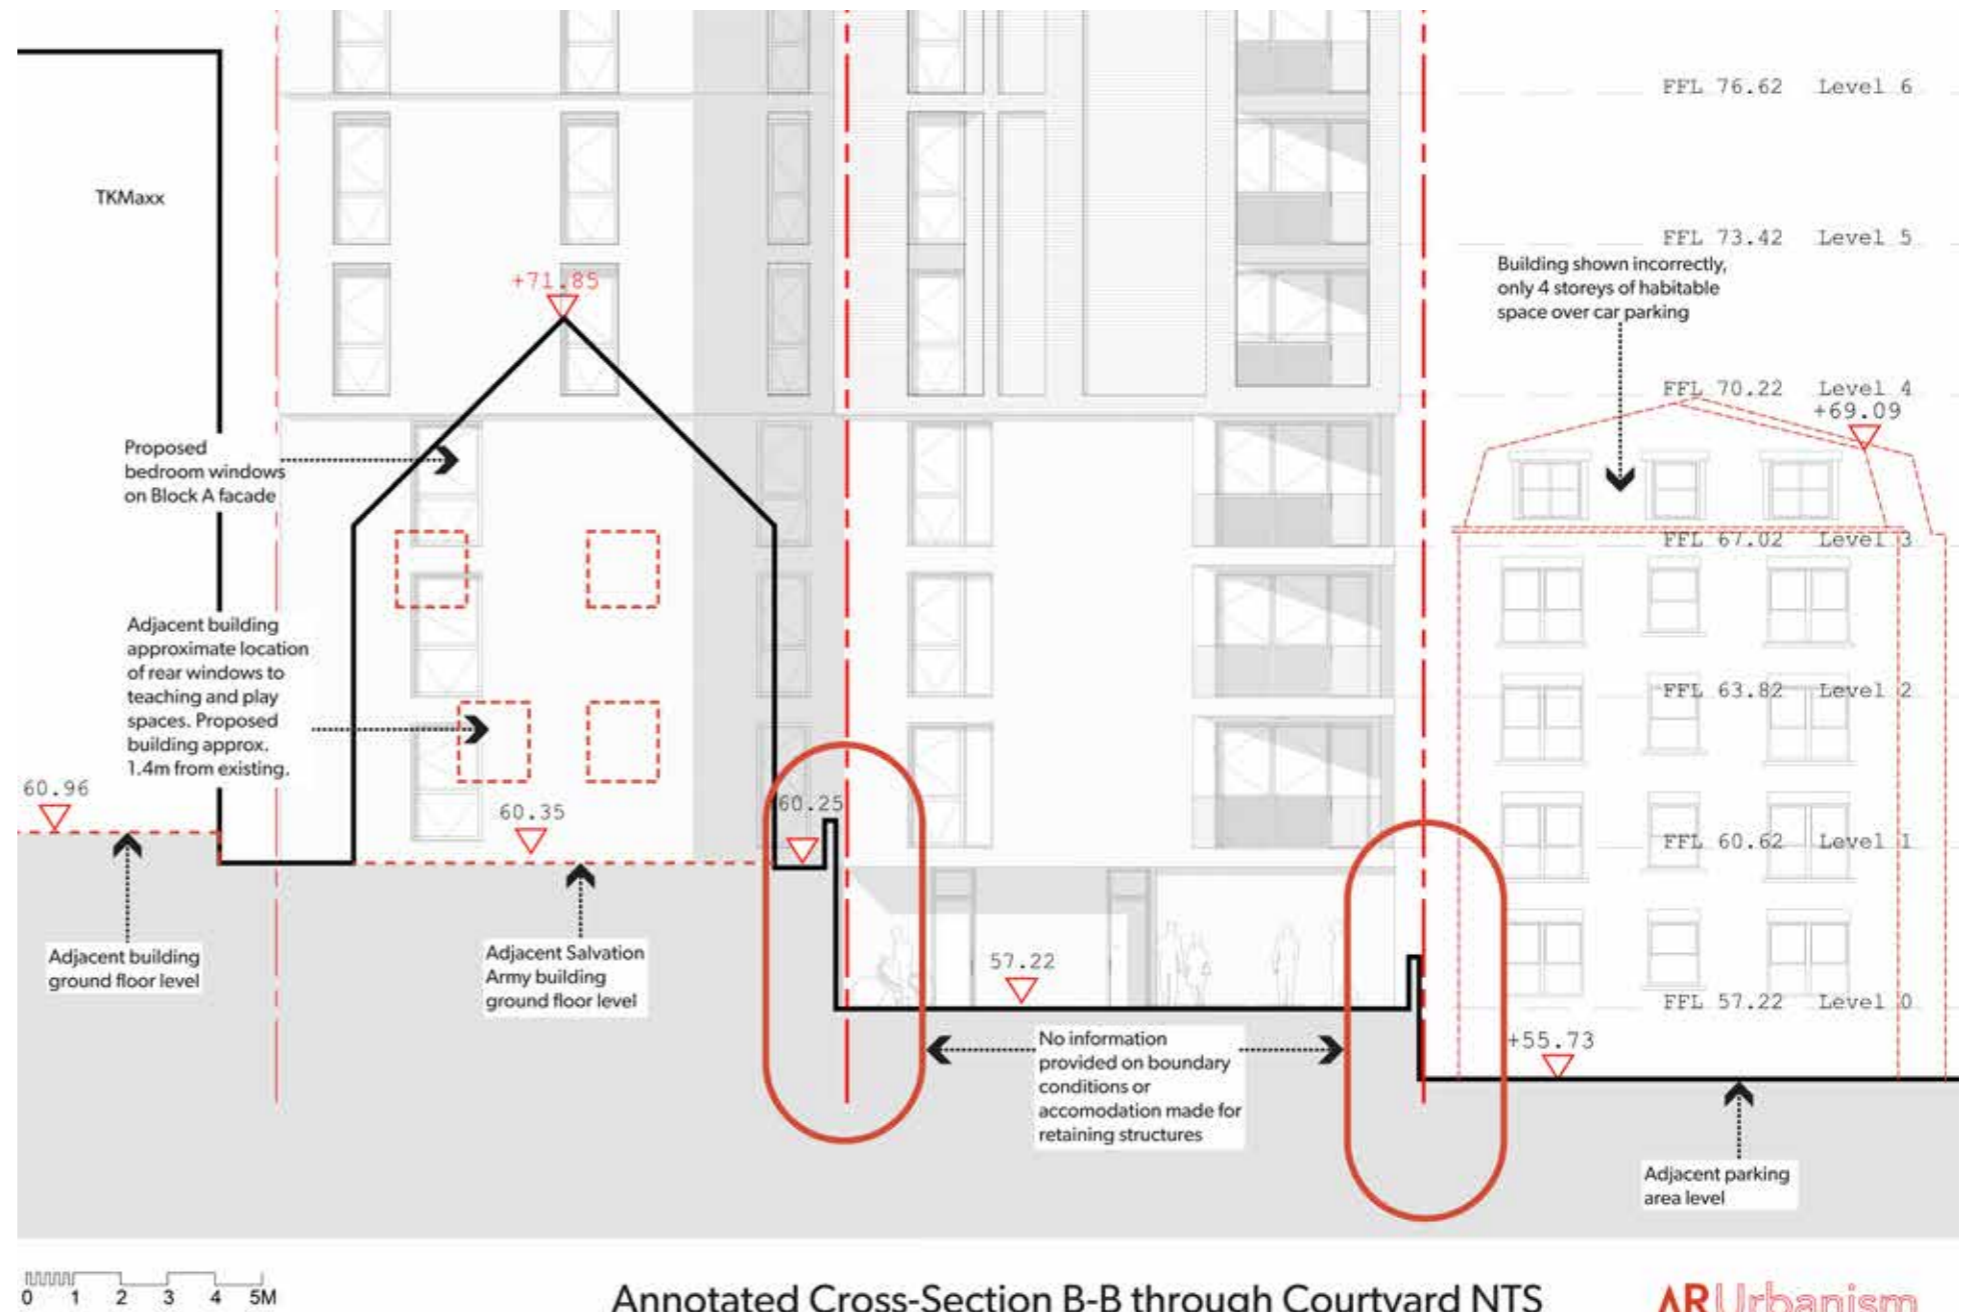 FFL 76.62 Level 6
TKMaxx
FFL 73.42 Level 5
Building shown incorrectly,
only 4 storeys of habitable
space over car parking
+71.85
FFL 70.22 Level 4
+69.09
Proposed
bedroom windows
on Block A facade
FFL 67.02 Level 3
Adjacent building
approximate location
of rear windows to
teaching and play
spaces. Proposed
building approx.
1.4m from existing.
FFL 63.82 Level 2
60.96
60.35
60.25
FFL 60.62 Level 1
Adjacent building
ground floor level
Adjacent Salvation
Army building
ground floor level
57.22
FFL 57.22 Level 0
No information
provided on boundary
conditions or
accomodation made for
retaining structures
+55.73
Adjacent parking
area level
0 1 2 3 4 5M
Annotated Cross-Section B-B through Courtyard NTS
ARUrbanism